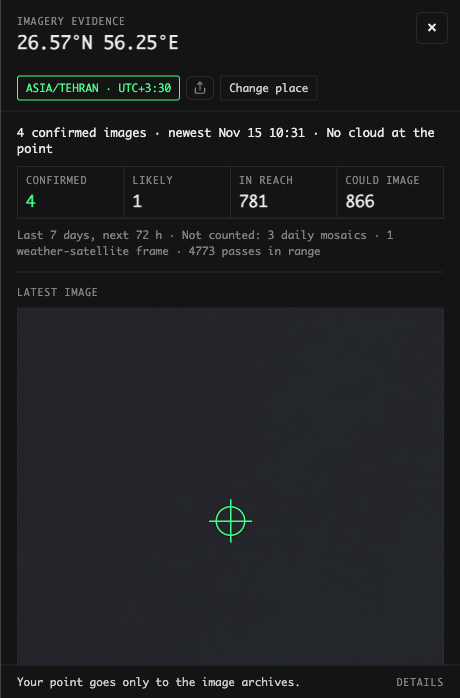 IMAGERY EVIDENCE
26.57°N 56.25°E
×
ASIA/TEHRAN · UTC+3:30
Change place
4 confirmed images · newest Nov 15 10:31 · No cloud at the
point
CONFIRMED
LIKELY
IN REACH
COULD IMAGE
4
1
781
866
Last 7 days, next 72 h · Not counted: 3 daily mosaics · 1
weather-satellite frame · 4773 passes in range
LATEST IMAGE
Your point goes only to the image archives.
DETAILS